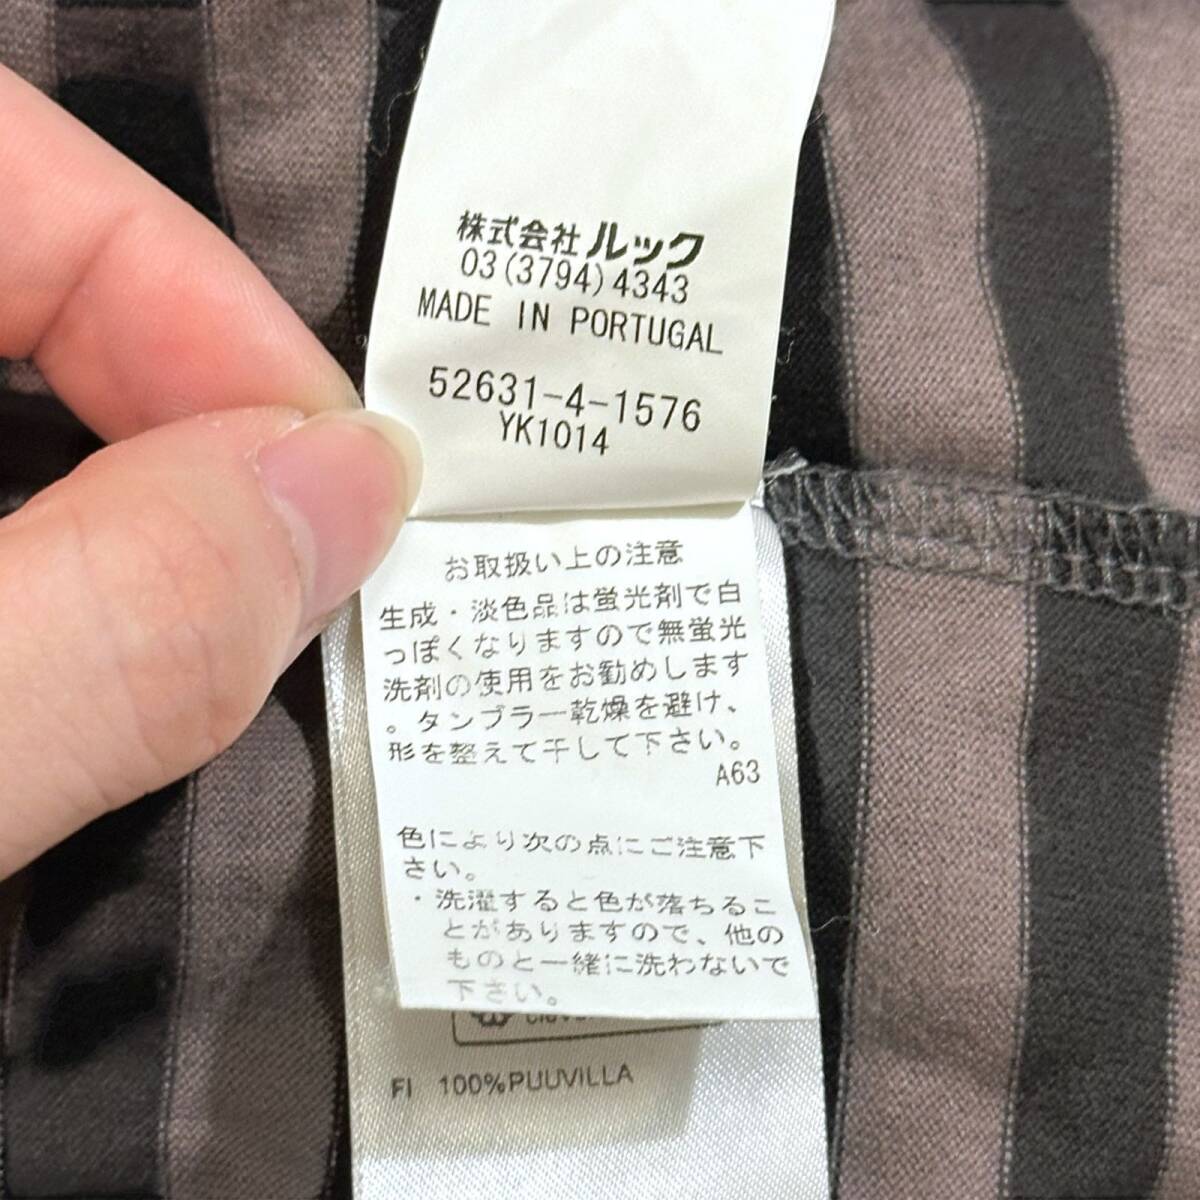 株式会社 ルック
03(3794)4343
MADE IN PORTUGAL
52631-4-1576
YK1014
お取扱い上の注意
生成・淡色品は蛍光剤で白
っぽくなりますので無蛍光
洗剤の使用をお勧めします
。タンブラー乾燥を避け、
形を整えて干して下さい。
A63
色により次の点にご注意下
さい。
・洗濯すると色が落ちるこ
とがありますので、他の
ものと一緒に洗わないで
下さい。
FI 100%PUUVILLA